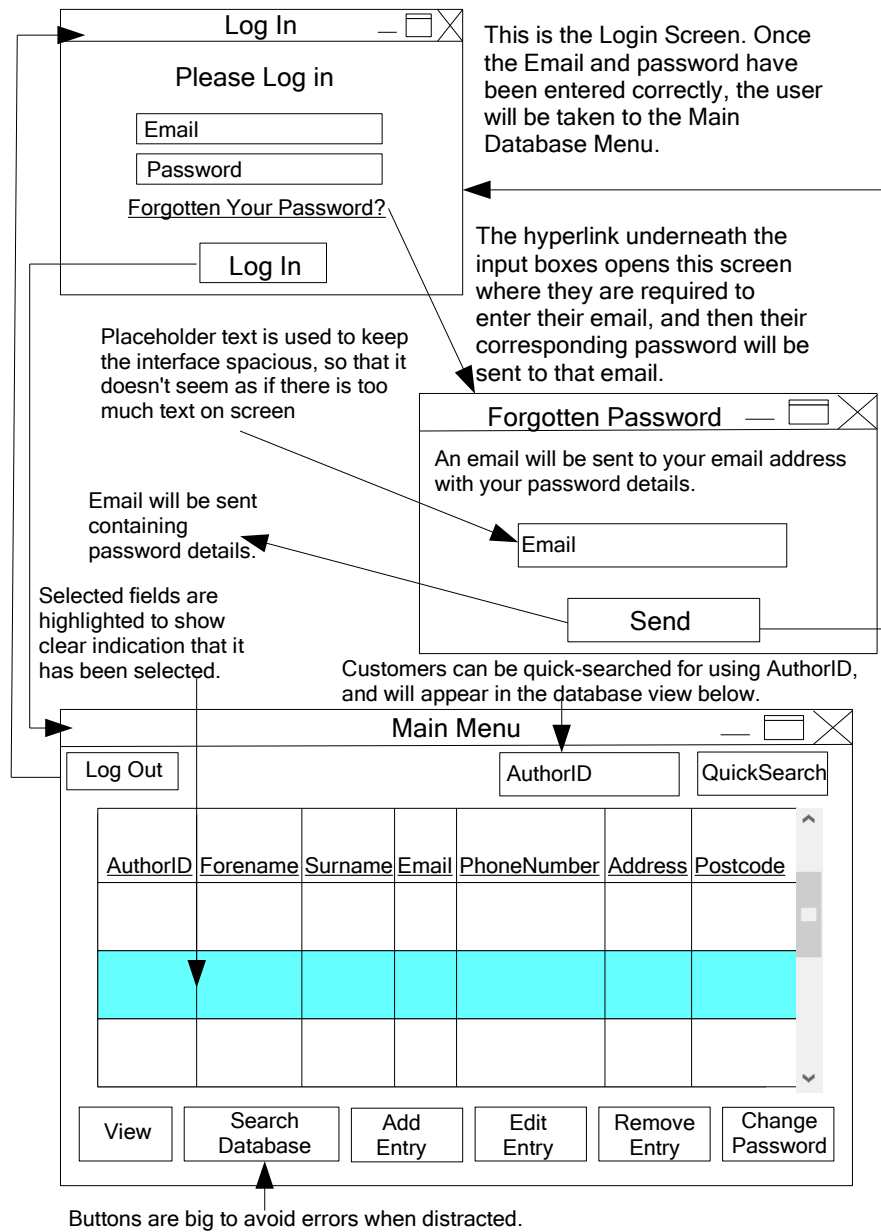 Log In
Please Log in
Email
Password
Forgotten Your Password?
Log In
This is the Login Screen. Once
the Email and password have
been entered correctly, the user
will be taken to the Main
Database Menu.
The hyperlink underneath the
input boxes opens this screen
where they are required to
enter their email, and then their
corresponding password will be
sent to that email.
Placeholder text is used to keep
the interface spacious, so that it
doesn't seem as if there is too
much text on screen
Forgotten Password
An email will be sent to your email address
with your password details.
Email
Send
Email will be sent
containing
password details.
Selected fields are
highlighted to show
clear indication that it
has been selected.
Customers can be quick-searched for using AuthorID,
and will appear in the database view below.
Main Menu
Log Out
AuthorID
QuickSearch
AuthorID Forename Surname Email PhoneNumber Address Postcode
View
Search
Database
Add
Entry
Edit
Entry
Remove
Entry
Change
Password
Buttons are big to avoid errors when distracted.